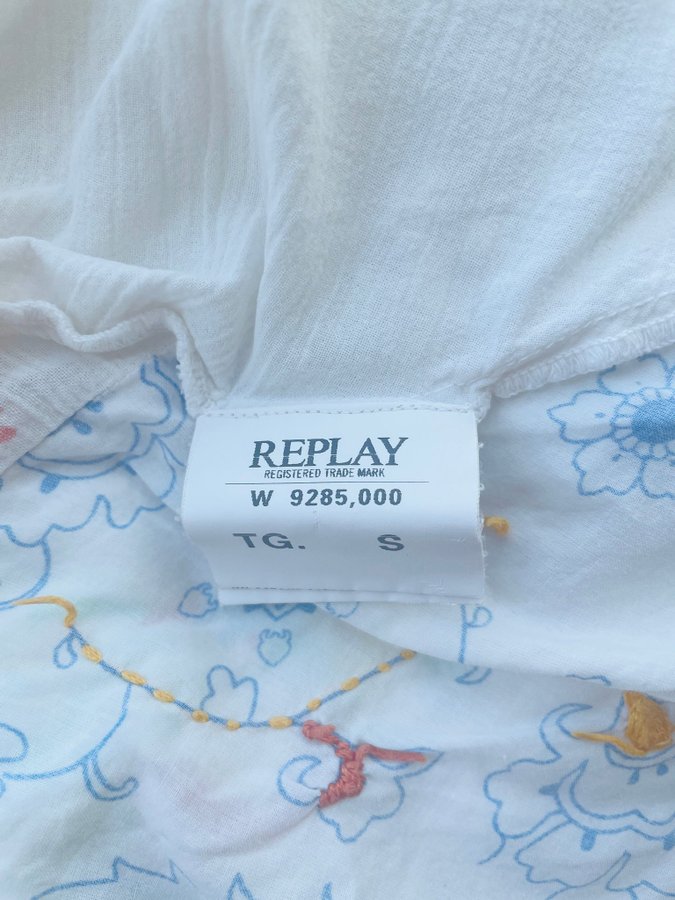 REPLAY
REGISTERED TRADE MARK
W 9285,000
TG. S